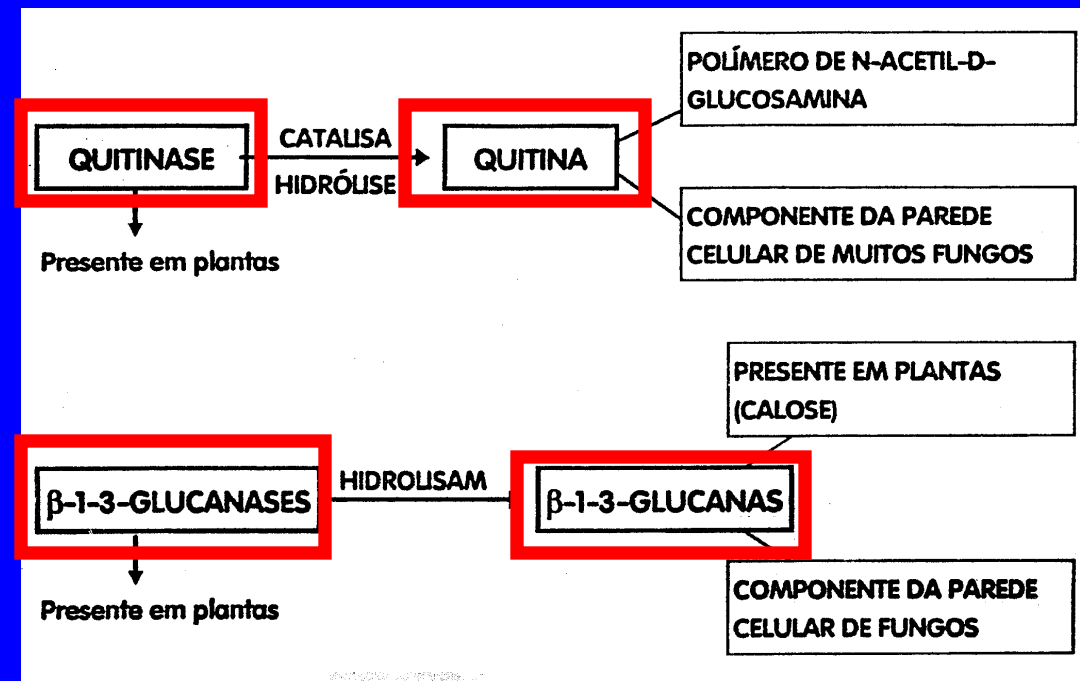 POLÍMERO DE N-ACETIL-D-
GLUCOSAMINA
QUITINASE
CATALISA
HIDRÓLISE
QUITINA
COMPONENTE DA PAREDE
CELULAR DE MUITOS FUNGOS
Presente em plantas
PRESENTE EM PLANTAS
(CALOSE)
β-1-3-GLUCANASES
HIDROLISAM
β-1-3-GLUCANAS
COMPONENTE DA PAREDE
CELULAR DE FUNGOS
Presente em plantas